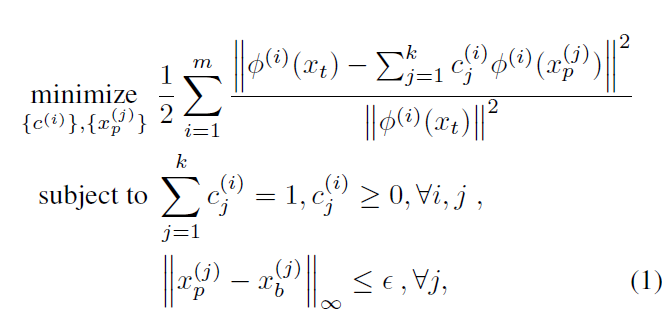 minimize_{\{c^{(i)}\},\{x_p^{(j)}\}} \frac{1}{2} \sum_{i=1}^{m} \frac{\left\| \phi^{(i)}(x_t) - \sum_{j=1}^{k} c_j^{(i)} \phi^{(i)}(x_p^{(j)}) \right\|^2}{\left\| \phi^{(i)}(x_t) \right\|^2}
subject to \sum_{j=1}^{k} c_j^{(i)} = 1, c_j^{(i)} \geq 0, \forall i, j ,
\left\| x_p^{(j)} - x_b^{(j)} \right\|_\infty \leq \epsilon , \forall j, (1)